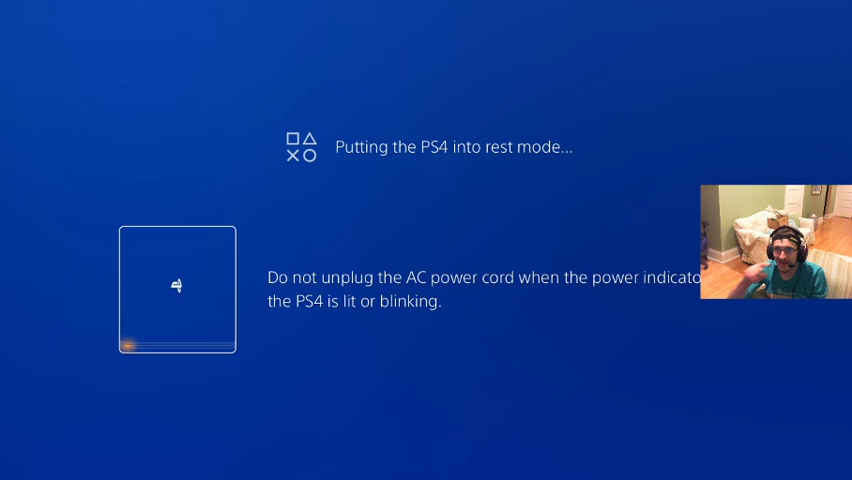 Putting the PS4 into rest mode...
Do not unplug the AC power cord when the power indicato
the PS4 is lit or blinking.